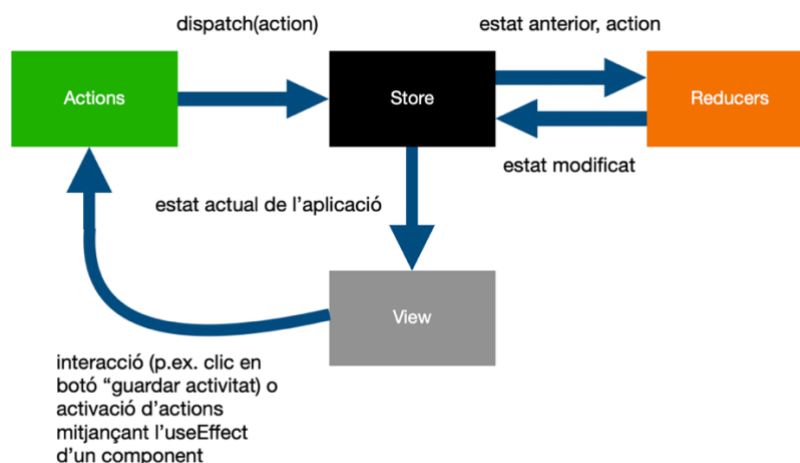 dispatch(action)
estat anterior, action
Actions
Store
Reducers
estat modificat
estat actual de l’aplicació
View
interacció (p.ex. clic en
botó “guardar activitat) o
activació d’actions
mitjançant l’useEffect
d’un component